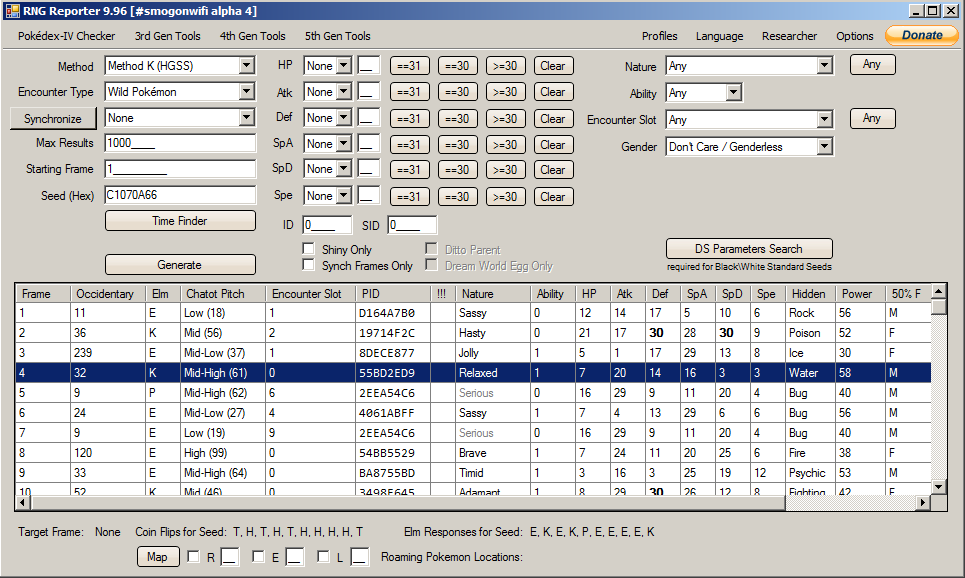 RNG Reporter 9.96 [#smogonwifi alpha 4]
Pokédex-IV Checker 3rd Gen Tools 4th Gen Tools 5th Gen Tools Profiles Language Researcher Options Donate
Method Method K (HGSS) HP None __ ==31 ==30 >=30 Clear Nature Any Any
Encounter Type Wild Pokémon Atk None __ ==31 ==30 >=30 Clear Ability Any
Synchronize None Def None __ ==31 ==30 >=30 Clear Encounter Slot Any Any
Max Results 1000____ SpA None __ ==31 ==30 >=30 Clear Gender Don't Care / Genderless
Starting Frame 1_________ SpD None __ ==31 ==30 >=30 Clear
Seed (Hex) C1070A66 Spe None __ ==31 ==30 >=30 Clear
Time Finder ID 0____ SID 0____
Shiny Only Ditto Parent DS Parameters Search
Generate Synch Frames Only Dream World Egg Only required for Black\White Standard Seeds
Frame Occidentary Elm Chatot Pitch Encounter Slot PID !!! Nature Ability HP Atk Def SpA SpD Spe Hidden Power 50% F
1 11 E Low (18) 1 D164A7B0 Sassy 0 12 14 17 5 10 6 Rock 56 M
2 36 K Mid (56) 2 19714F2C Hasty 0 21 17 30 28 30 9 Poison 52 F
3 239 E Mid-Low (37) 1 8DECE877 Jolly 1 5 1 17 29 13 8 Ice 30 F
4 32 K Mid-High (61) 0 55BD2ED9 Relaxed 1 7 20 14 16 3 3 Water 58 M
5 9 P Mid-High (62) 6 2EEA54C6 Serious 0 16 29 9 11 20 4 Bug 40 M
6 24 E Mid-Low (27) 4 4061ABFF Sassy 1 7 4 13 29 6 6 Bug 56 M
7 9 E Low (19) 9 2EEA54C6 Serious 0 16 29 9 11 20 4 Bug 40 M
8 120 E High (99) 0 54BB5529 Brave 1 7 24 11 20 25 6 Fire 38 F
9 33 E Mid-High (64) 0 BA8755BD Timid 1 3 16 3 25 19 12 Psychic 53 M
10 52 K Mid (46) 0 3498F645 Adamant 1 8 29 30 26 12 8 Fighting 42 F
Target Frame: None Coin Flips for Seed: T, H, T, H, T, H, H, H, H, T Elm Responses for Seed: E, K, E, K, P, E, E, E, E, K
Map R __ E __ L __ Roaming Pokemon Locations: